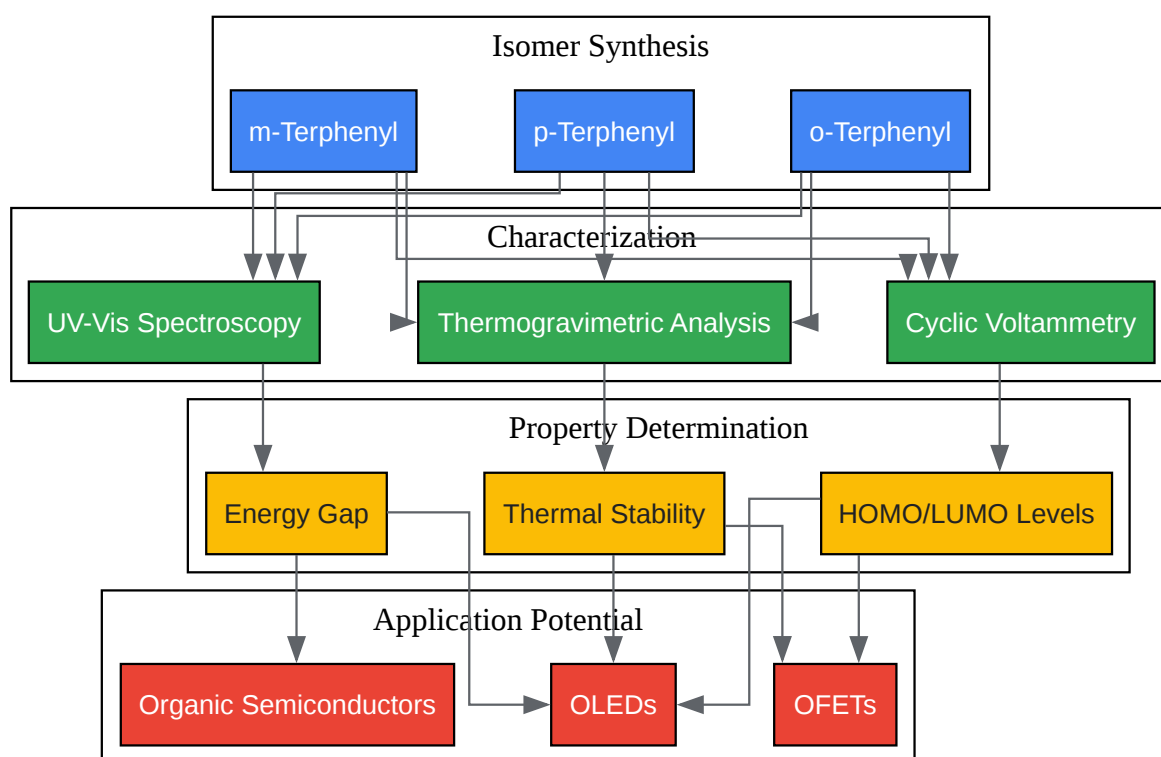 Isomer Synthesis
m-Terphenyl
p-Terphenyl
o-Terphenyl
Characterization
UV-Vis Spectroscopy
Thermogravimetric Analysis
Cyclic Voltammetry
Property Determination
Energy Gap
Thermal Stability
HOMO/LUMO Levels
Application Potential
Organic Semiconductors
OLEDs
OFETs